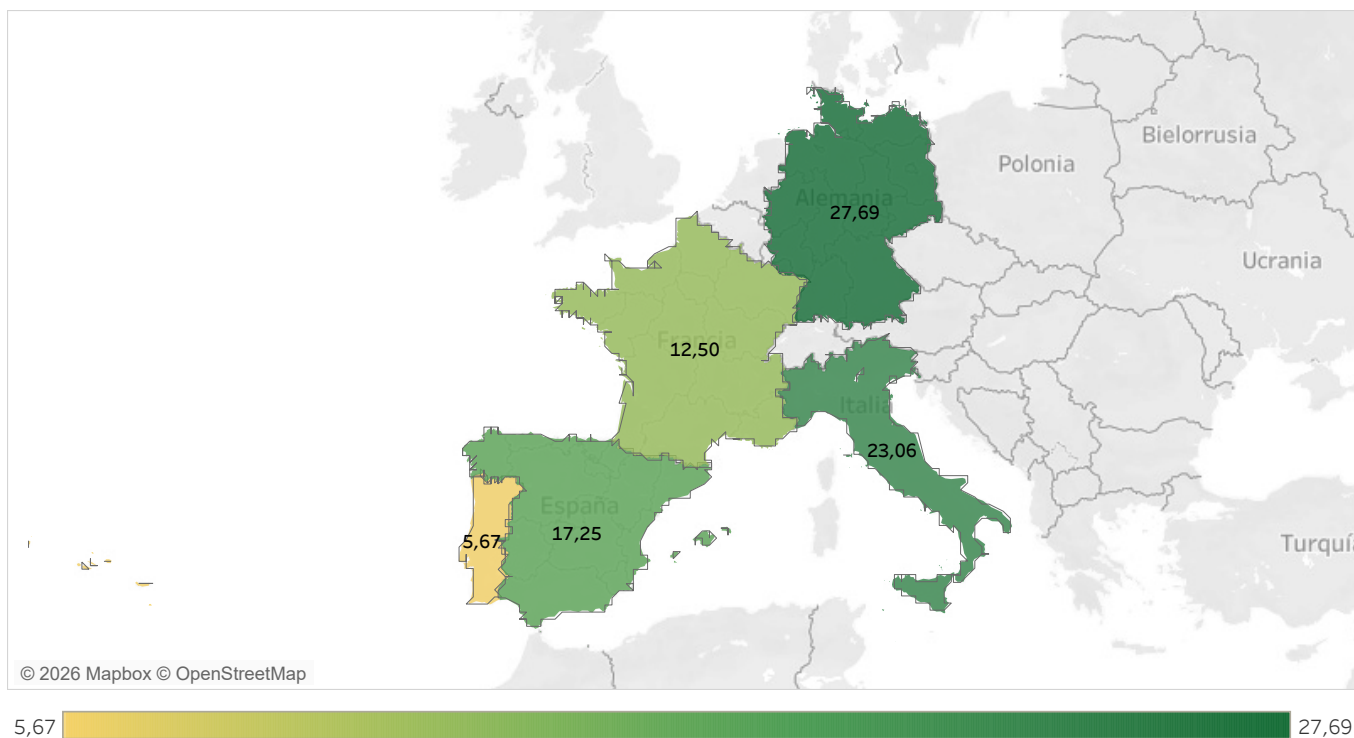 Bielorrusia
Polonia
Alemania
27,69
Ucrania
Francia
12,50
Italia
23,06
España
17,25
5,67
Turquía
© 2026 Mapbox © OpenStreetMap
5,67
27,69